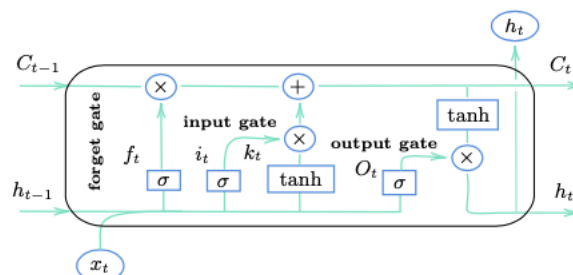 h_t
C_{t−1}
C_t
×
+
tanh
forget gate
input gate
output gate
f_t
i_t
k_t
×
O_t
×
σ
σ
tanh
σ
h_{t−1}
h_t
x_t